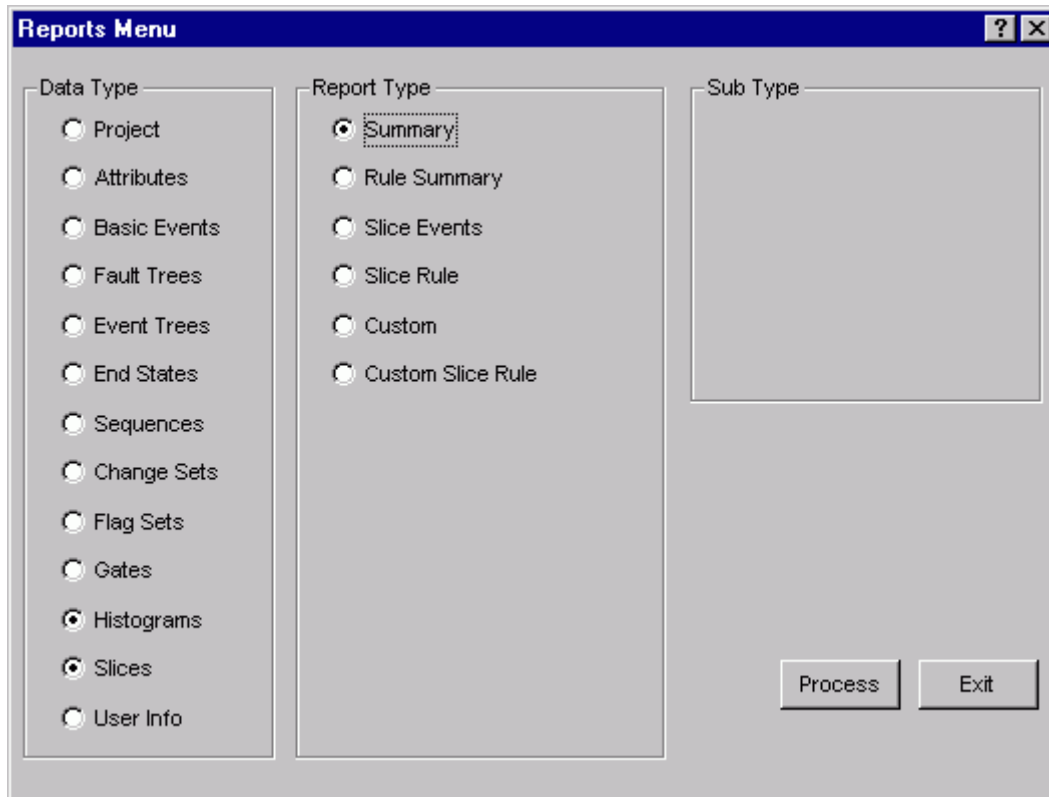 Reports Menu
Data Type
Project
Attributes
Basic Events
Fault Trees
Event Trees
End States
Sequences
Change Sets
Flag Sets
Gates
Histograms
Slices
User Info
Report Type
Summary
Rule Summary
Slice Events
Slice Rule
Custom
Custom Slice Rule
Sub Type
Process
Exit